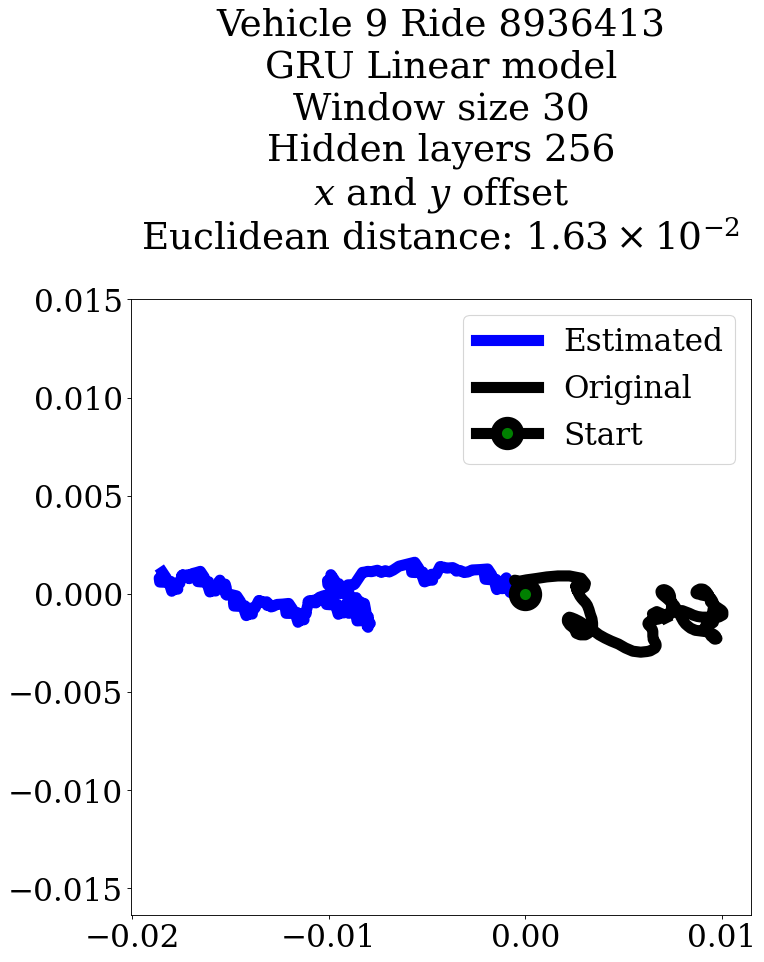 Vehicle 9 Ride 8936413
GRU Linear model
Window size 30
Hidden layers 256
x and y offset
Euclidean distance: 1.63 × 10⁻²
Estimated
Original
Start
0.015
0.010
0.005
0.000
−0.005
−0.010
−0.015
−0.02 −0.01 0.00 0.01